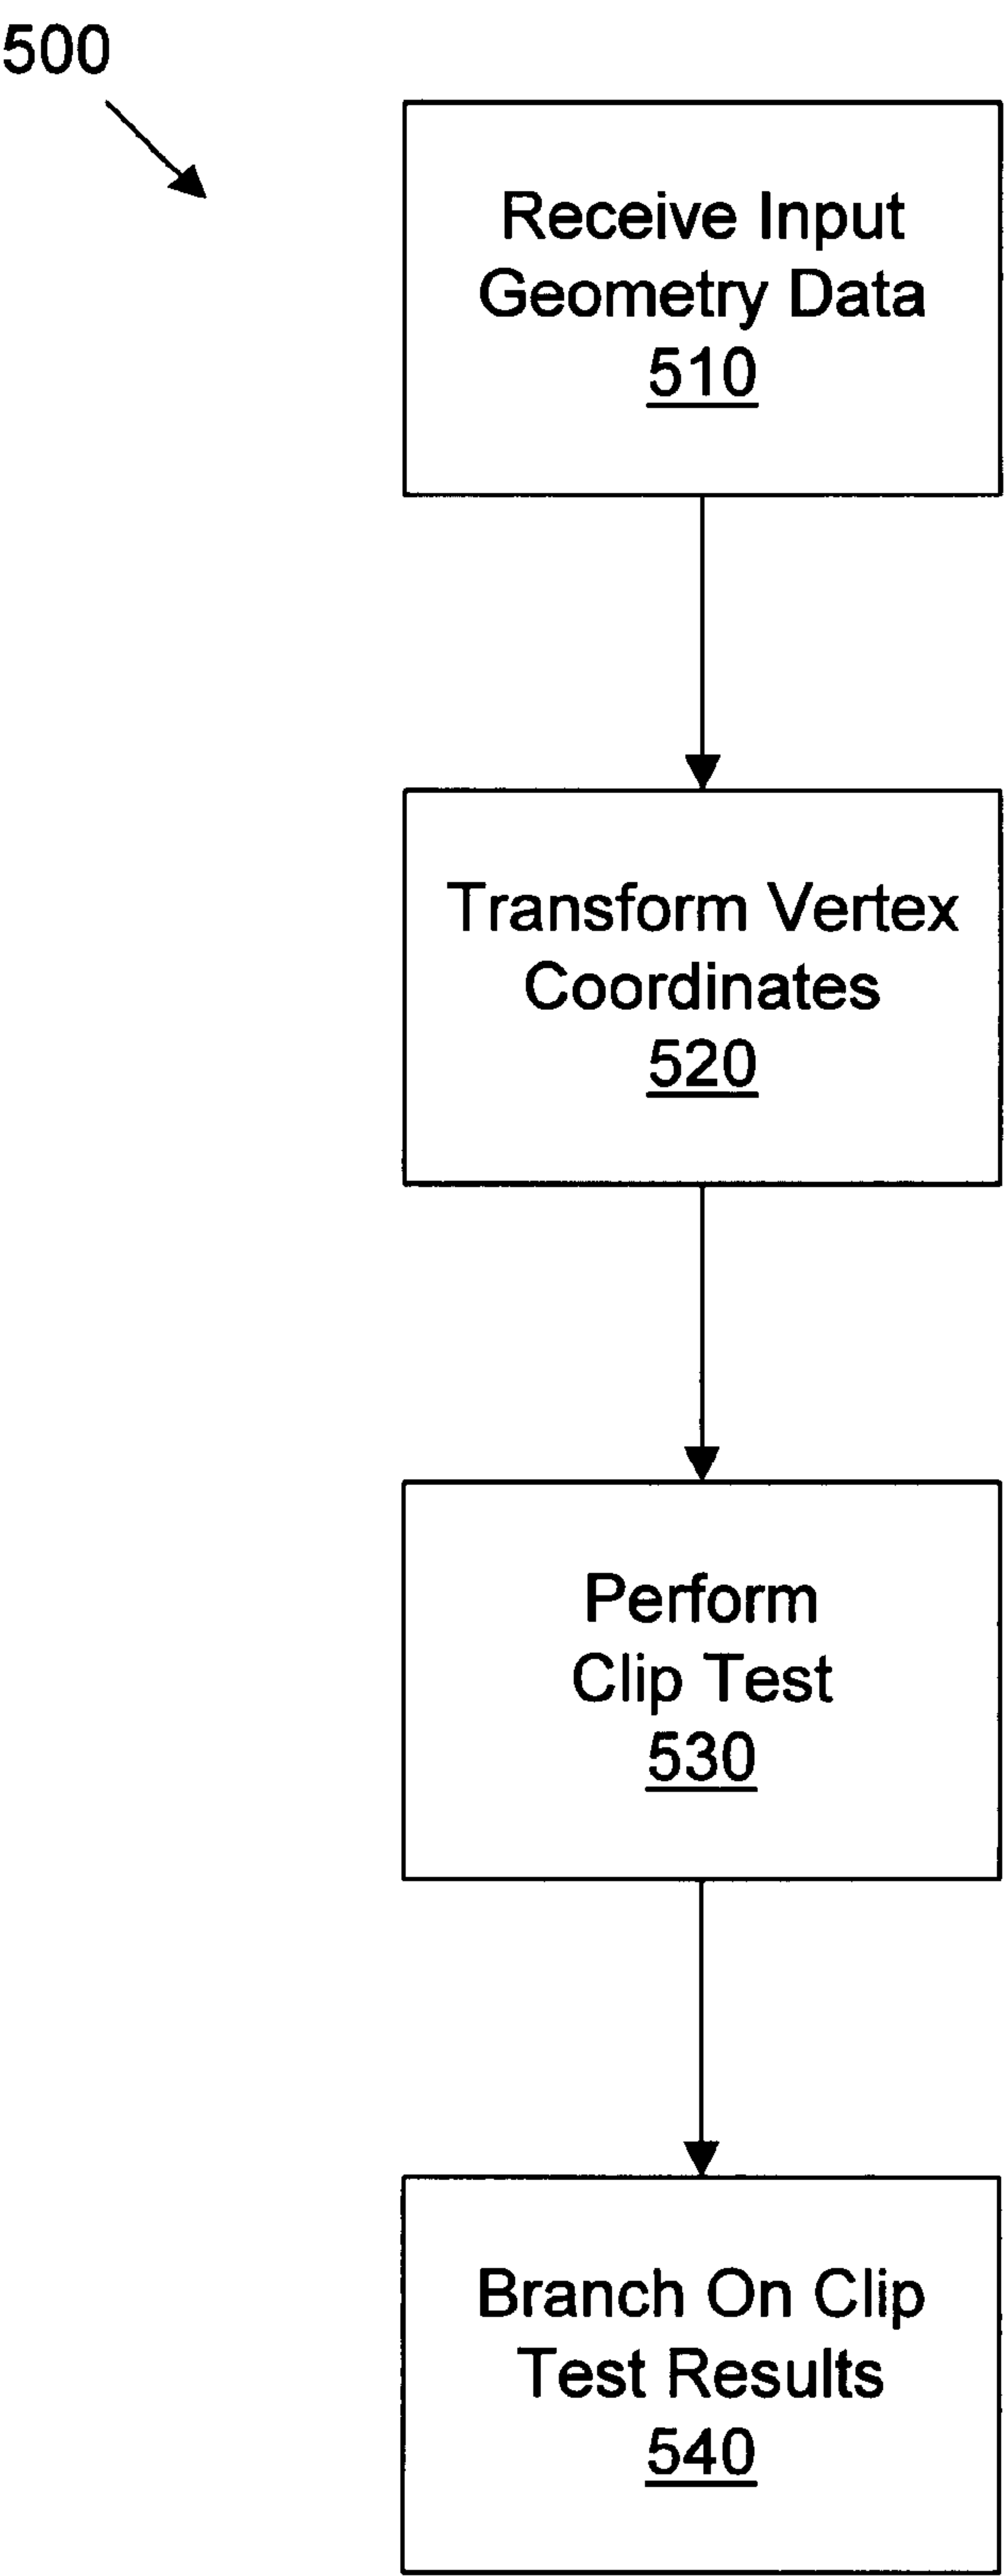 500
Receive Input
Geometry Data
510
Transform Vertex
Coordinates
520
Perform
Clip Test
530
Branch On Clip
Test Results
540